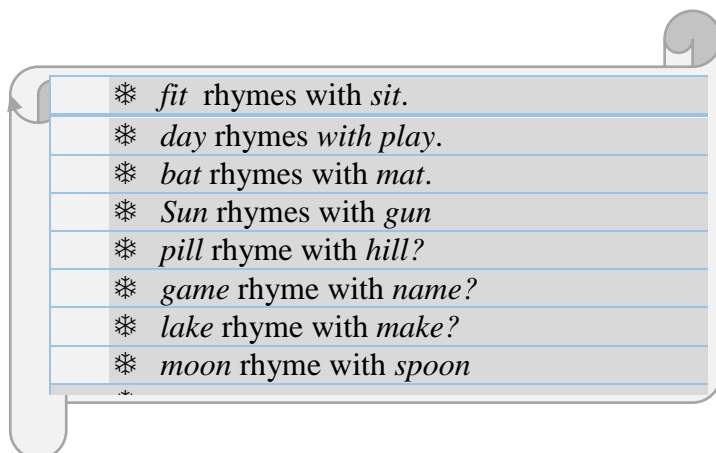 ❄ fit rhymes with sit.
❄ day rhymes with play.
❄ bat rhymes with mat.
❄ Sun rhymes with gun
❄ pill rhyme with hill?
❄ game rhyme with name?
❄ lake rhyme with make?
❄ moon rhyme with spoon